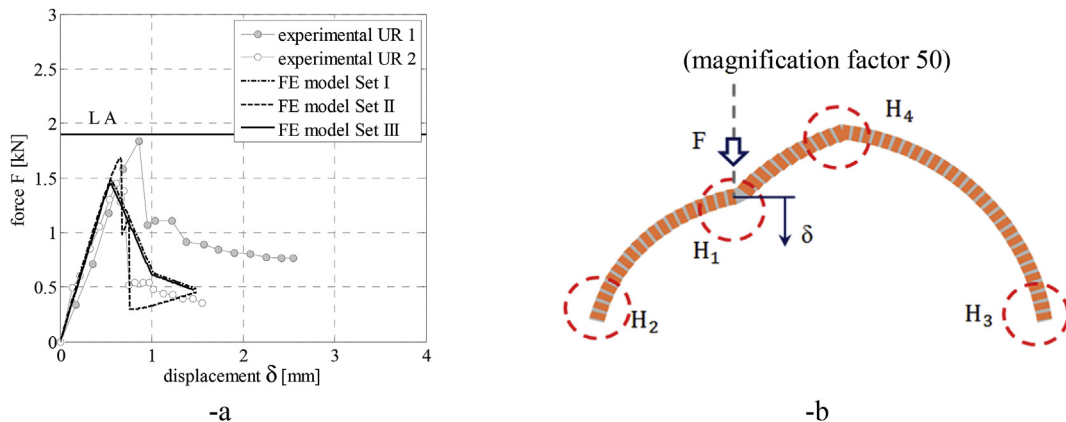 3
2.5
2
1.5
1
0.5
0
0
1
2
3
4
force F [kN]
displacement δ [mm]
L A
experimental UR 1
experimental UR 2
FE model Set I
FE model Set II
FE model Set III
-a
(magnification factor 50)
F
H₄
H₁
δ
H₂
H₃
-b